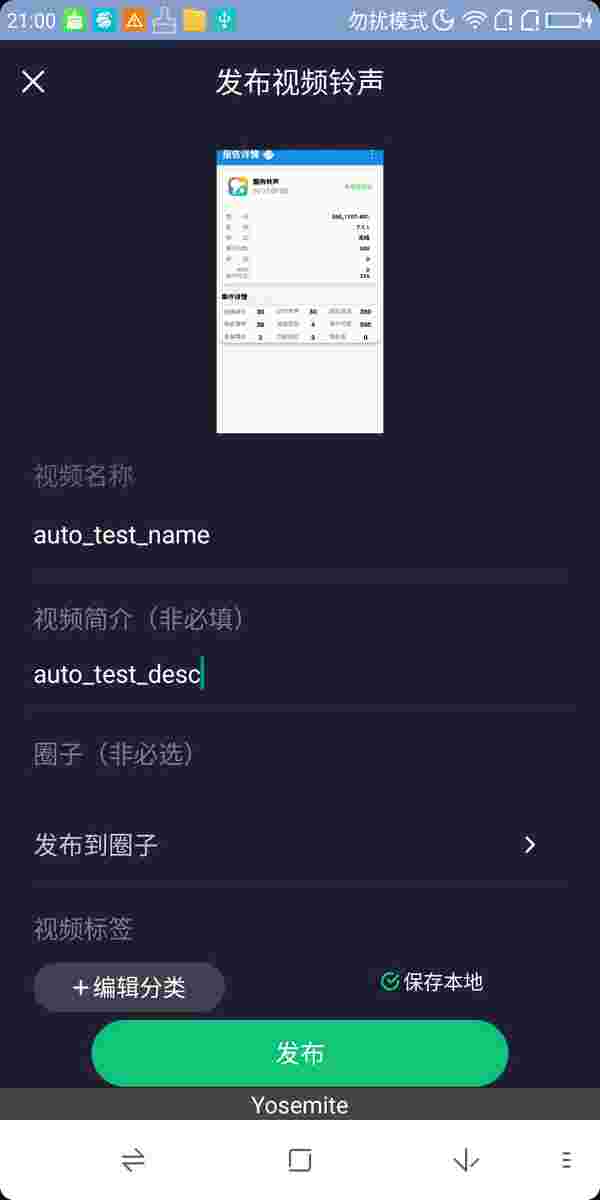 21:00
勿扰模式
发布视频铃声
报告详情
视频名称
auto_test_name
视频简介（非必填）
auto_test_desc
圈子（非必选）
发布到圈子
视频标签
+编辑分类
保存本地
发布
Yosemite